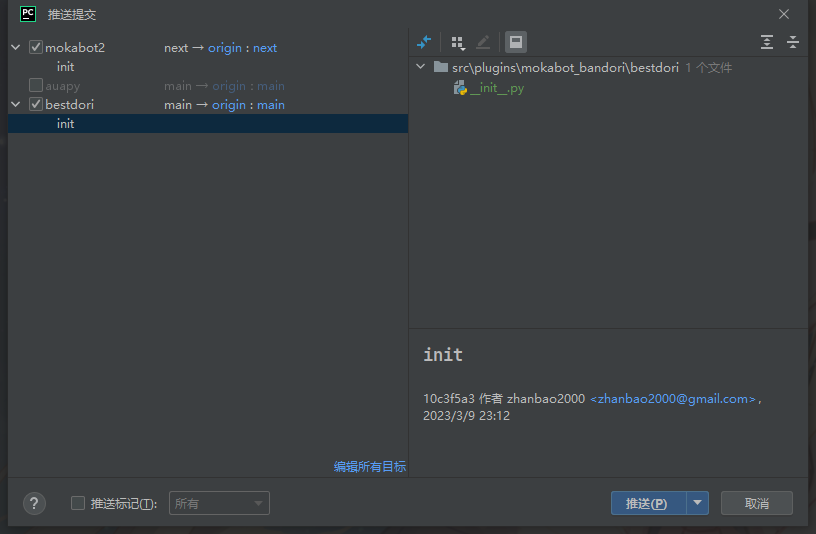 PC 推送提交
mokabot2 next → origin : next
init
auapy main → origin : main
bestdori main → origin : main
init
编辑所有目标
src\plugins\mokabot_bandori\bestdori 1 个文件
__init__.py
init
10c3f5a3 作者 zhanbao2000 <zhanbao2000@gmail.com>,
2023/3/9 23:12
? 推送标记(T): 所有 推送(P) 取消